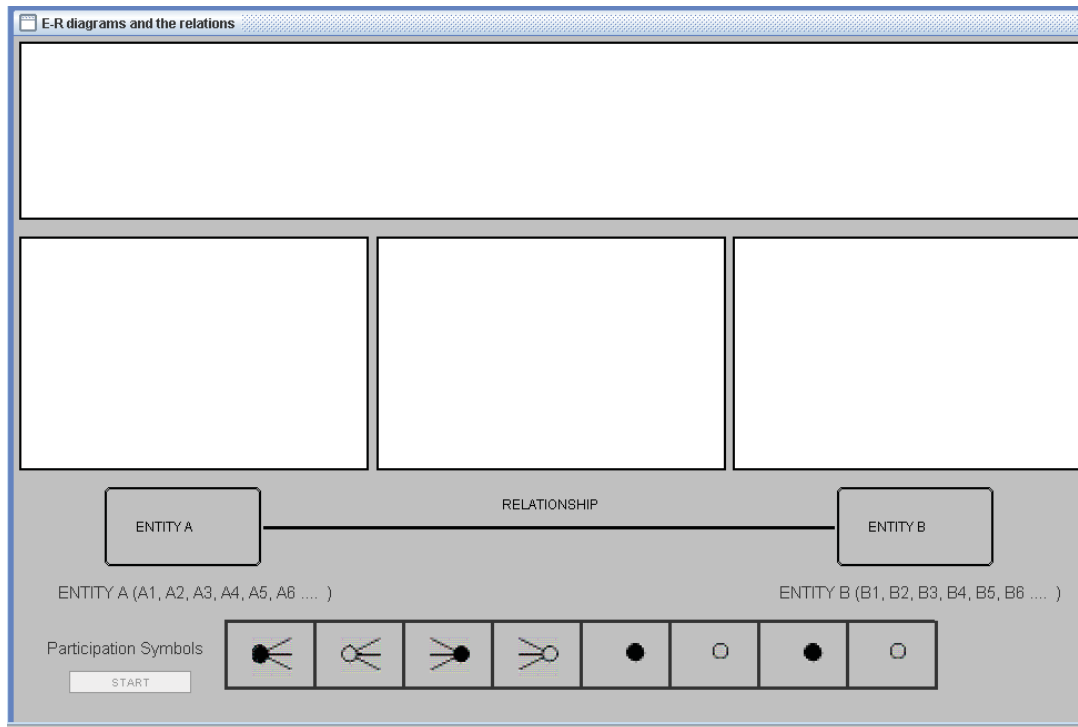 E-R diagrams and the relations
RELATIONSHIP
ENTITY A
ENTITY B
ENTITY A (A1, A2, A3, A4, A5, A6 .... )
ENTITY B (B1, B2, B3, B4, B5, B6 .... )
Participation Symbols
START